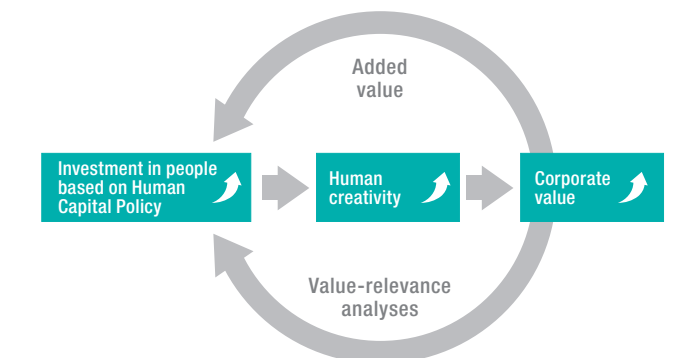 Added
value
Investment in people
based on Human
Capital Policy
Human
creativity
Corporate
value
Value-relevance
analyses